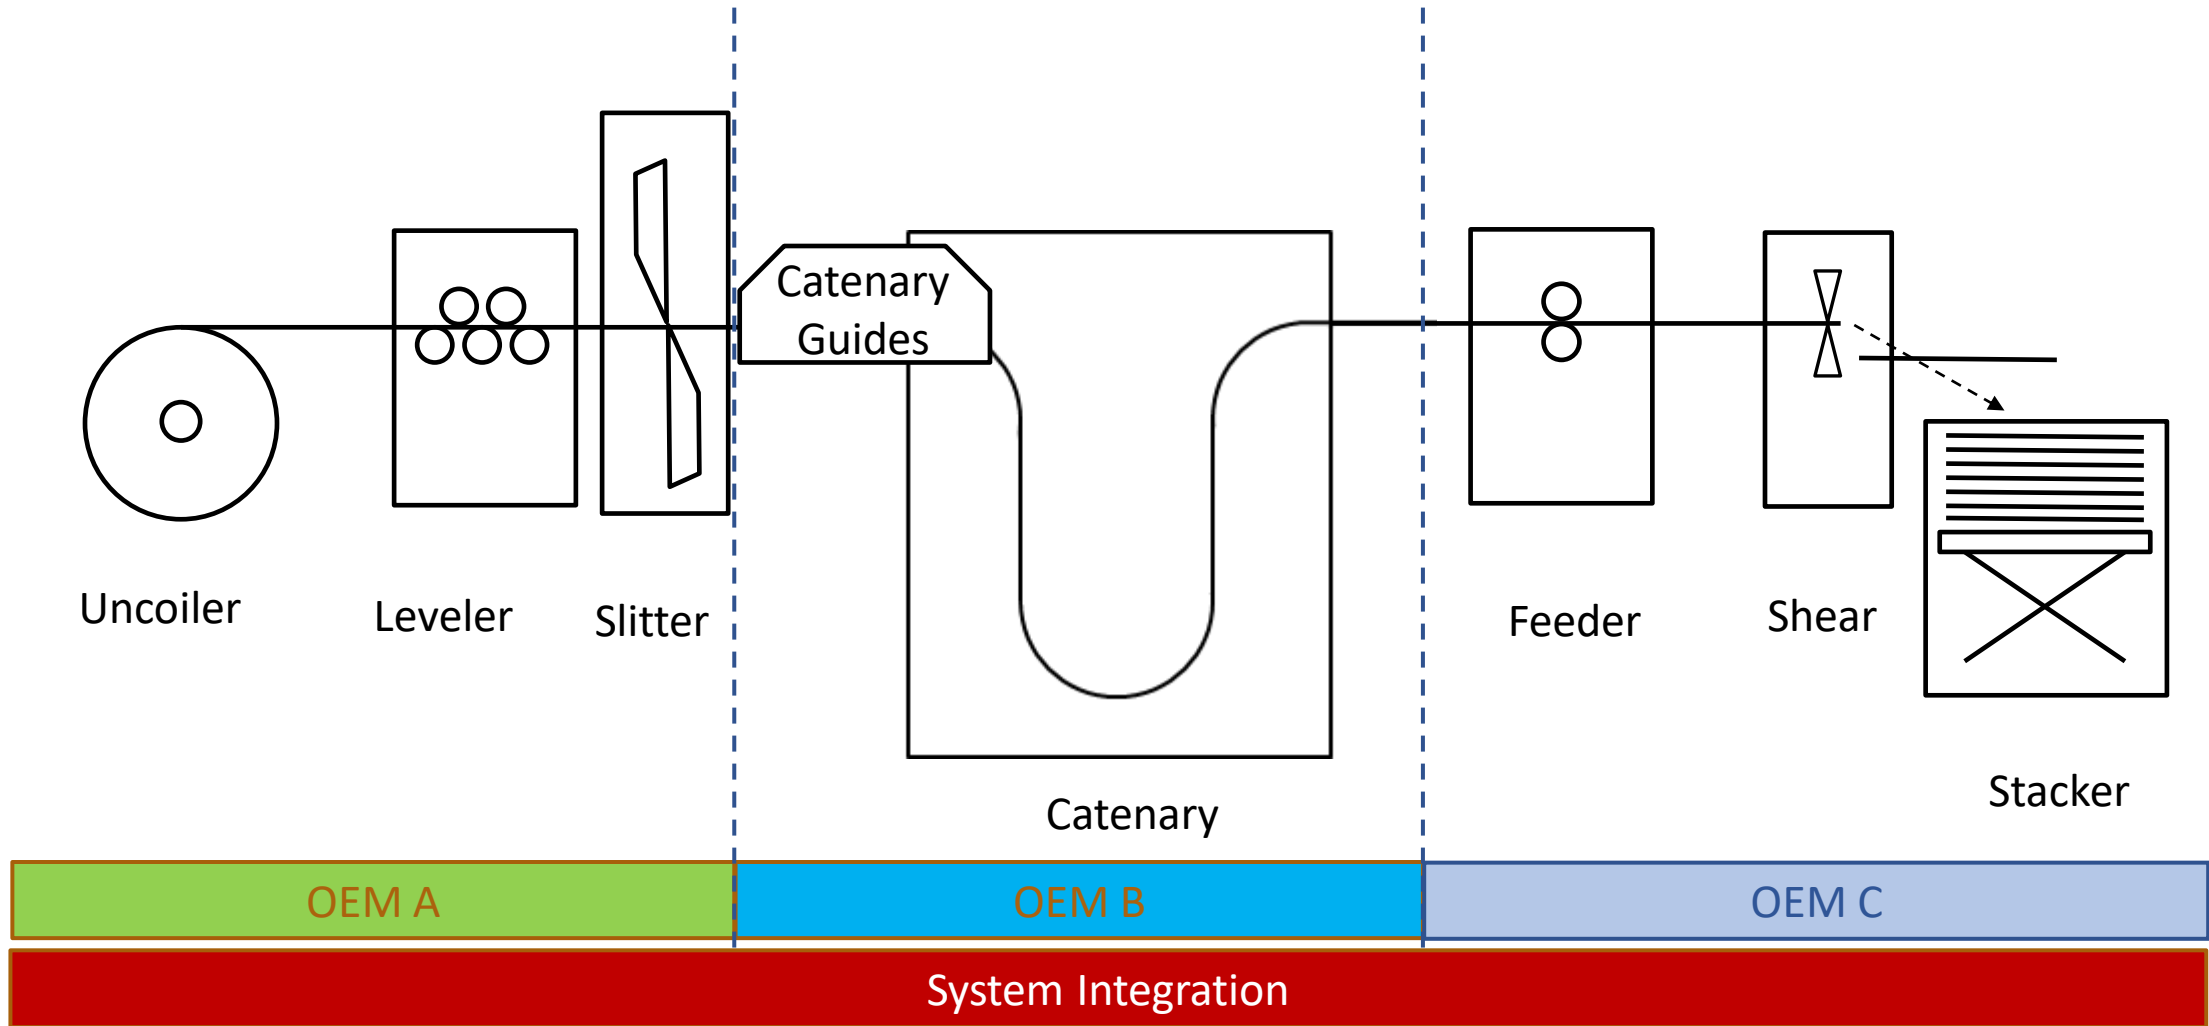 Catenary
Guides
Uncoiler
Leveler
Slitter
Feeder
Shear
Stacker
Catenary
OEM A
OEM B
OEM C
System Integration